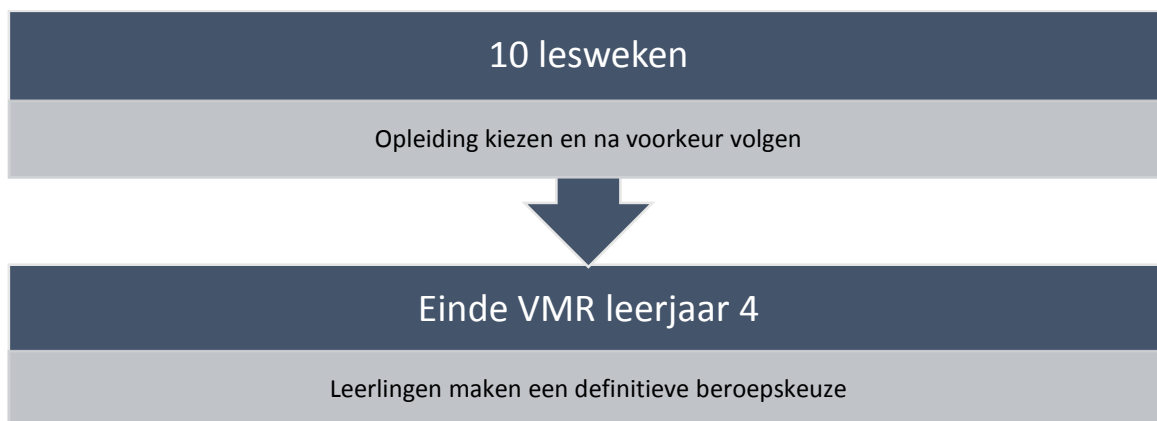 10 lesweken
Opleiding kiezen en na voorkeur volgen
Einde VMR leerjaar 4
Leerlingen maken een definitieve beroepskeuze